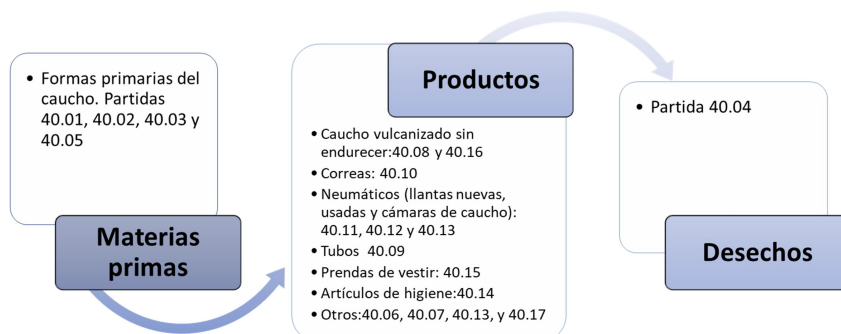 • Formas primarias del
caucho. Partidas
40.01, 40.02, 40.03 y
40.05
Materias
primas
Productos
• Caucho vulcanizado sin
endurecer:40.08 y 40.16
• Correas: 40.10
• Neumáticos (llantas nuevas,
usadas y cámaras de caucho):
40.11, 40.12 y 40.13
• Tubos 40.09
• Prendas de vestir: 40.15
• Artículos de higiene:40.14
• Otros:40.06, 40.07, 40.13, y 40.17
• Partida 40.04
Desechos